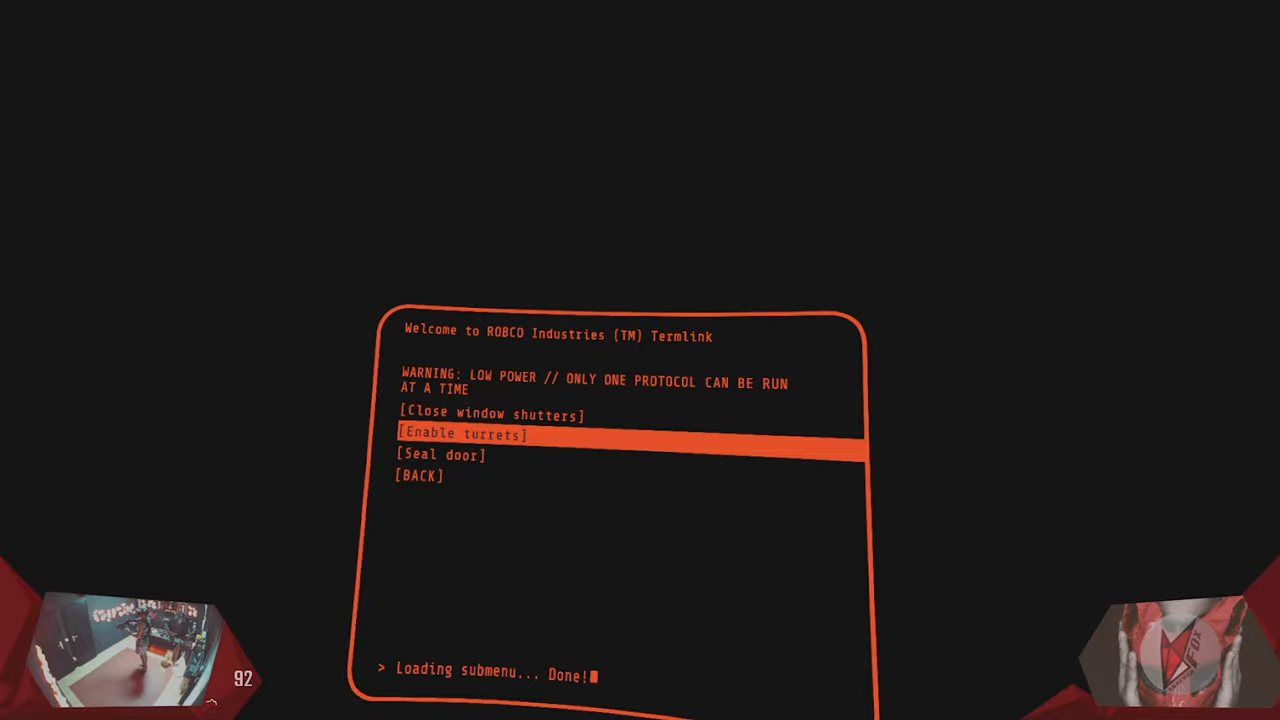 Welcome to ROBCO Industries (TM) Termlink
WARNING: LOW POWER // ONLY ONE PROTOCOL CAN BE RUN
AT A TIME
[Close window shutters]
[Enable turrets]
[Seal door]
[BACK]
> Loading submenu... Done!
92
FOX